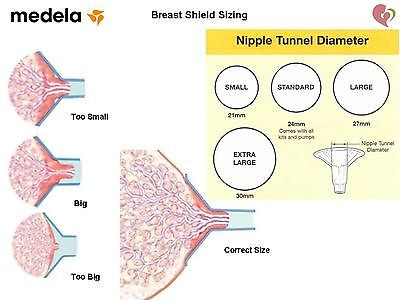 medela
Breast Shield Sizing
Nipple Tunnel Diameter
SMALL
21mm
STANDARD
24mm
Comes with all
kits and pumps
LARGE
27mm
EXTRA
LARGE
30mm
Nipple Tunnel
Diameter
Too Small
Big
Too Big
Correct Size